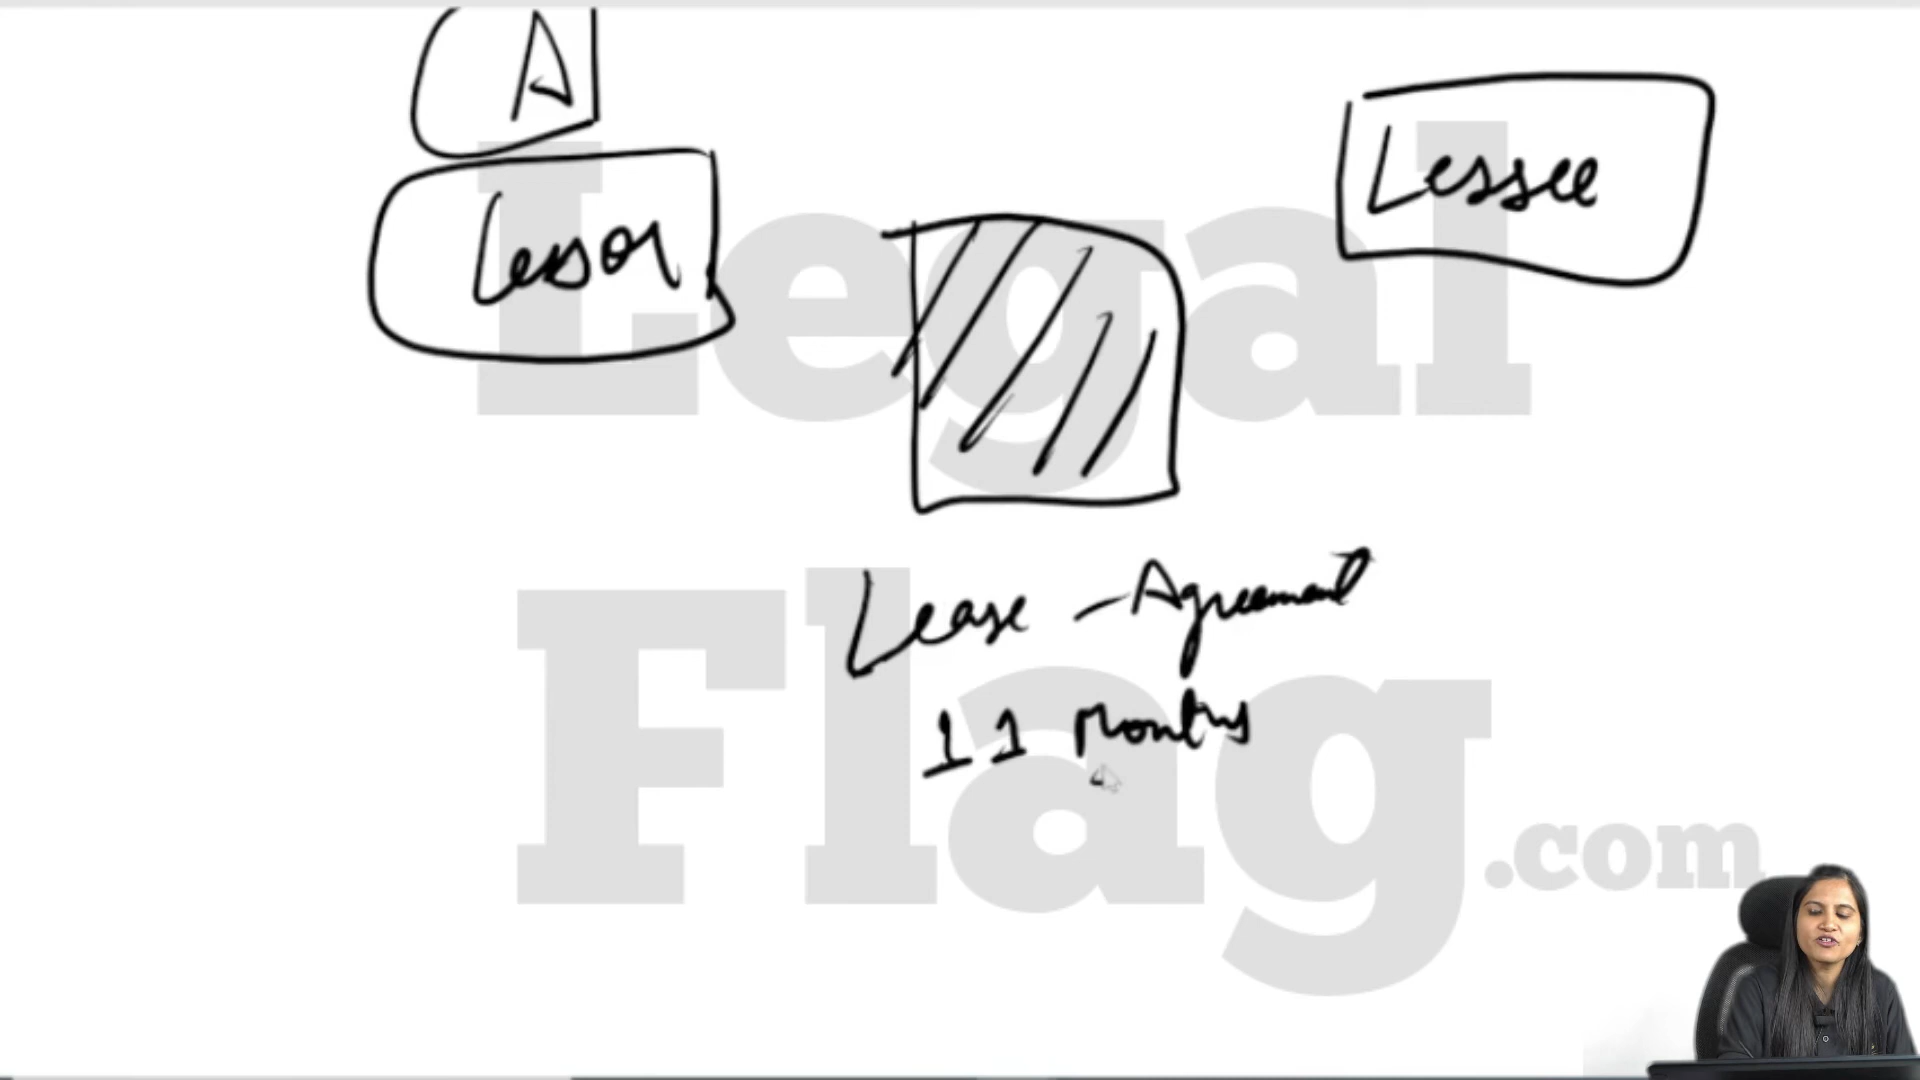 A
Lessor
Lessee
Lease - Agreement
11 Months
Legal
Flag
.com